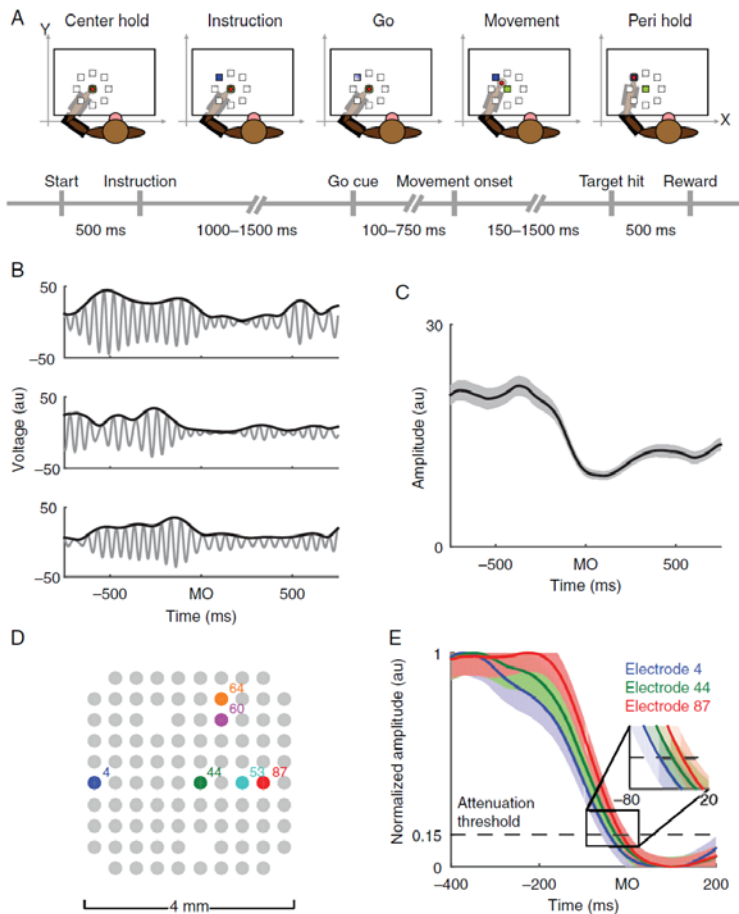 A
Center hold
Instruction
Go
Movement
Peri hold
Y
X
Start
Instruction
Go cue
Movement onset
Target hit
Reward
500 ms
1000–1500 ms
100–750 ms
150–1500 ms
500 ms
B
50
−50
50
−50
50
−50
Voltage (au)
−500
MO
500
Time (ms)
C
30
0
Amplitude (au)
−500
MO
500
Time (ms)
D
64
60
4
44
53
87
4 mm
E
1
0.15
0
Normalized amplitude (au)
Electrode 4
Electrode 44
Electrode 87
−80
20
Attenuation
threshold
−400
−200
MO
200
Time (ms)